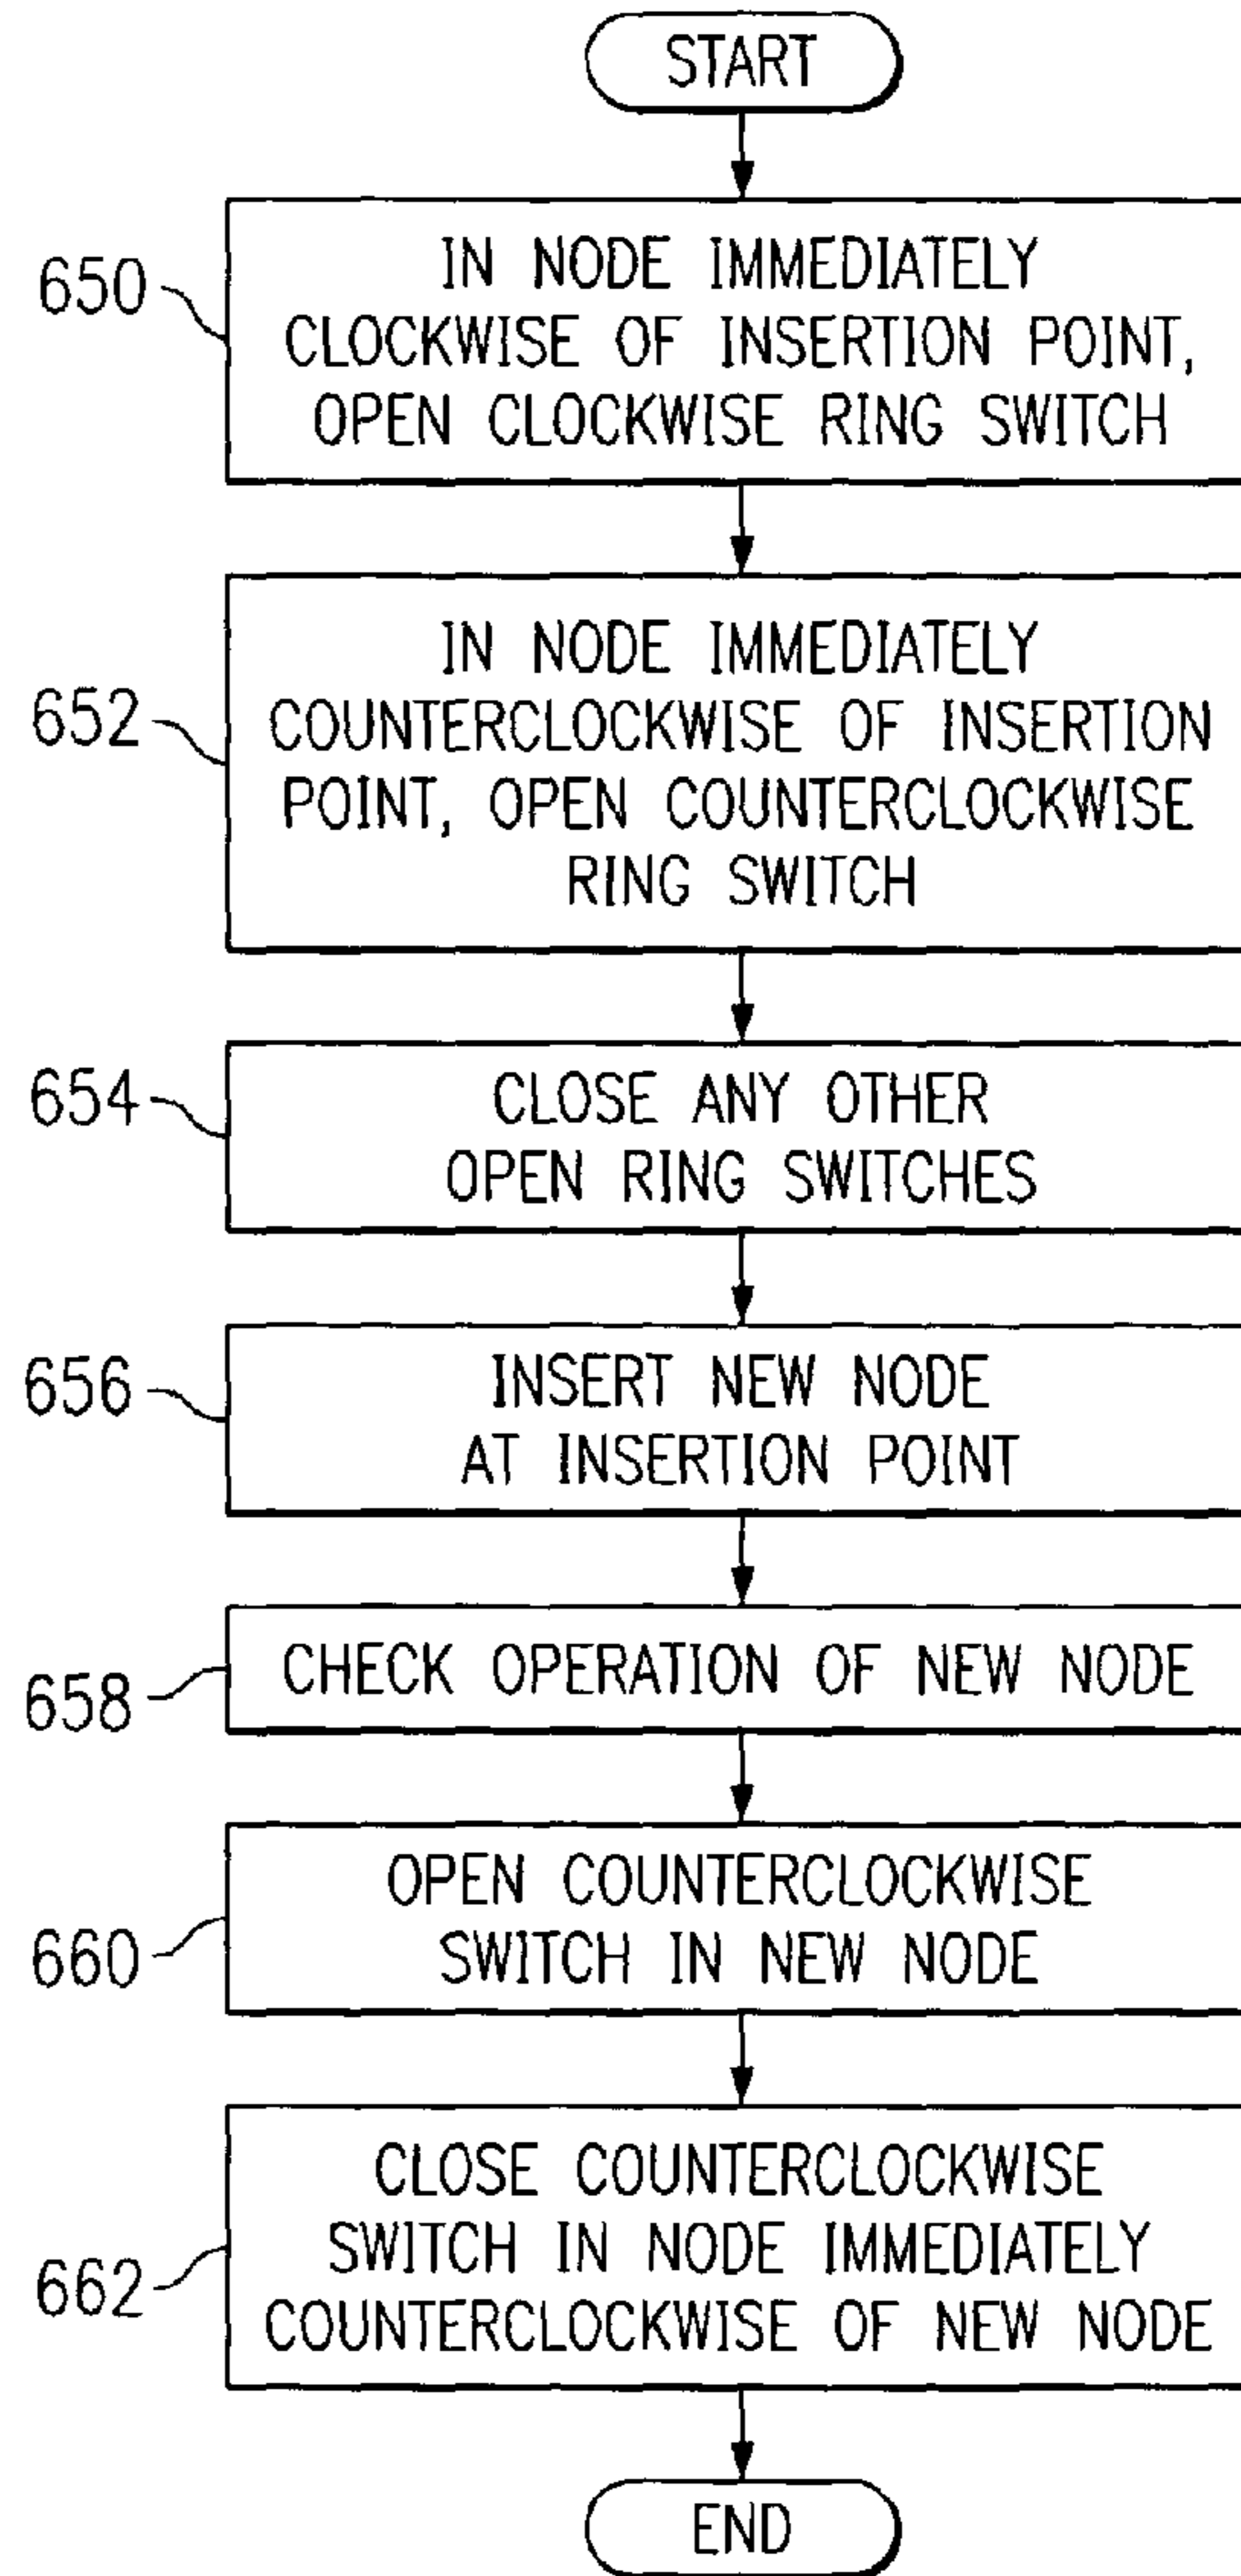 START
650
IN NODE IMMEDIATELY
CLOCKWISE OF INSERTION POINT,
OPEN CLOCKWISE RING SWITCH
652
IN NODE IMMEDIATELY
COUNTERCLOCKWISE OF INSERTION
POINT, OPEN COUNTERCLOCKWISE
RING SWITCH
654
CLOSE ANY OTHER
OPEN RING SWITCHES
656
INSERT NEW NODE
AT INSERTION POINT
658
CHECK OPERATION OF NEW NODE
660
OPEN COUNTERCLOCKWISE
SWITCH IN NEW NODE
662
CLOSE COUNTERCLOCKWISE
SWITCH IN NODE IMMEDIATELY
COUNTERCLOCKWISE OF NEW NODE
END